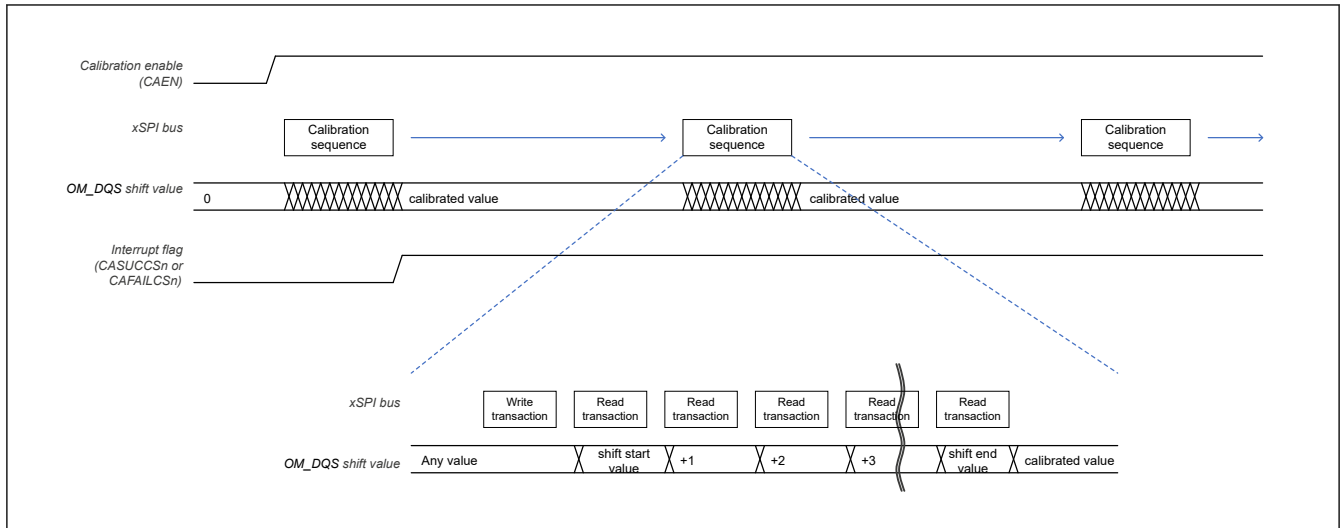 Calibration enable
(CAEN)
xSPI bus
Calibration
sequence
Calibration
sequence
Calibration
sequence
OM_DQS shift value
0
calibrated value
calibrated value
Interrupt flag
(CASUCCSn or
CAFAILCSn)
xSPI bus
Write
transaction
Read
transaction
Read
transaction
Read
transaction
Read
transaction
Read
transaction
OM_DQS shift value
Any value
shift start
value
+1
+2
+3
shift end
value
calibrated value